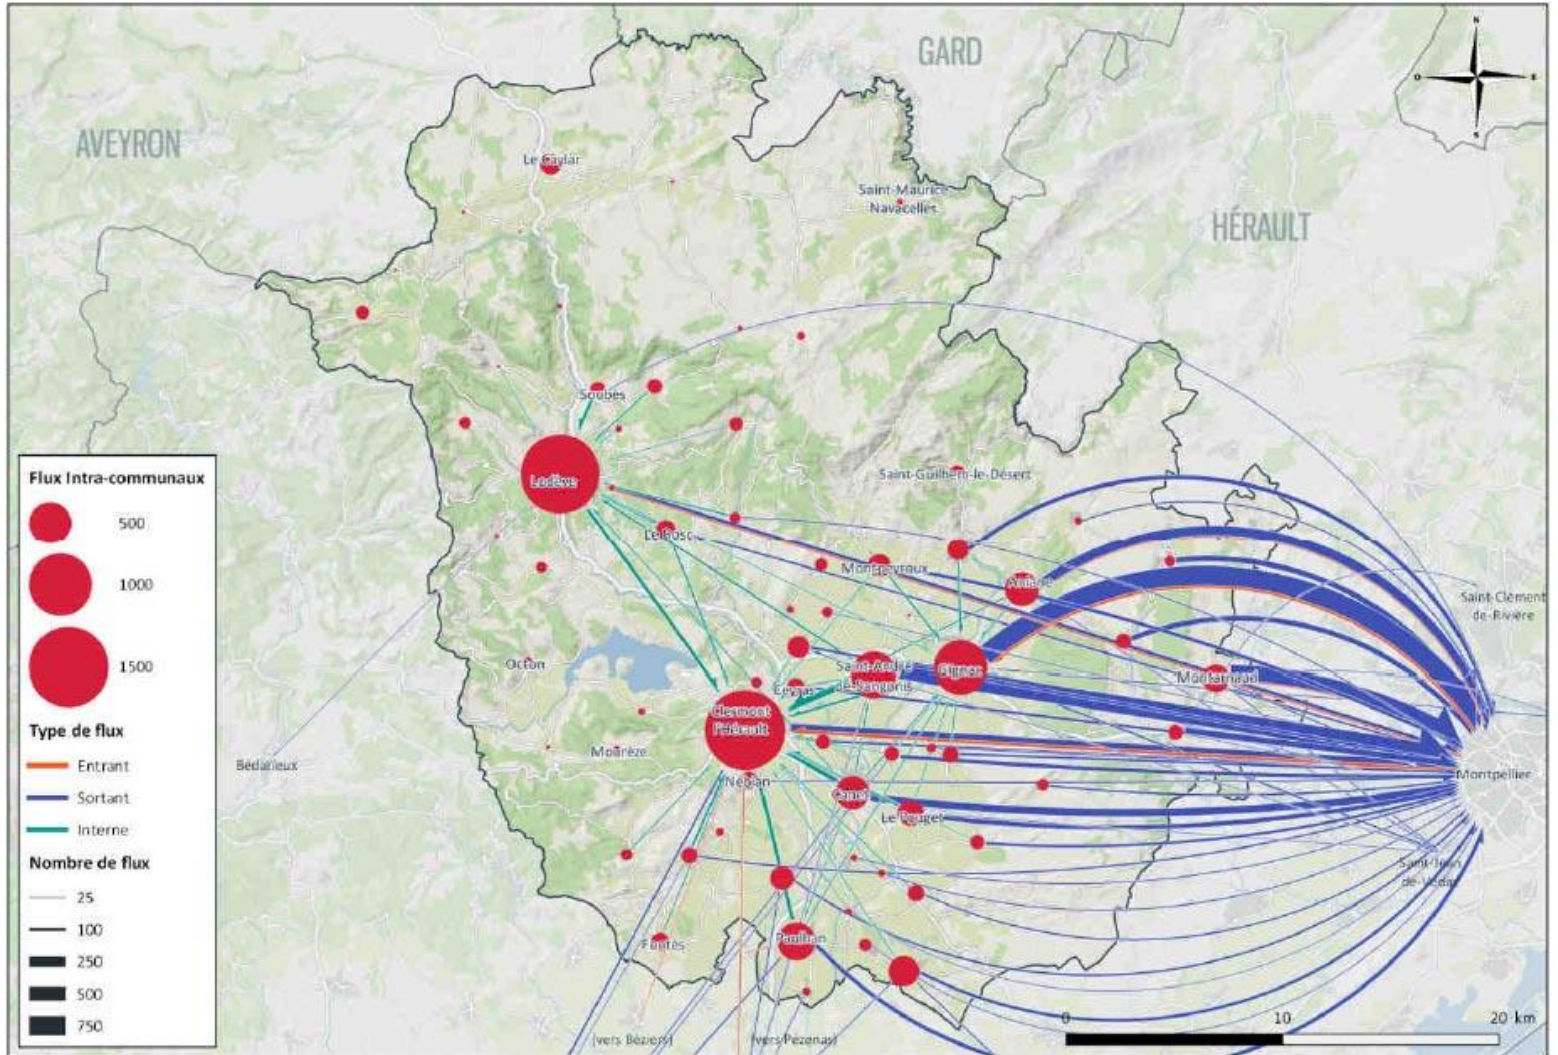 GARD
N
O
E
S
AVEYRON
Le Caylar
Saint-Maurice
Navacelles
HÉRAULT
Soubès
Flux Intra-communaux
500
1000
1500
Lodève
Saint-Guilhem-le-Désert
Le Bosc
Montpeyroux
Aniane
Saint-Clément
de-Rivière
Octon
Saint-André
de-Sangonis
Gignac
Montarnaud
Ceyras
Clermont
l'Hérault
Type de flux
Entrant
Sortant
Interne
Bédarieux
Mourèze
Nébian
Canet
Le Pouget
Montpellier
Saint-Jean
de-Védas
Nombre de flux
25
100
250
500
750
Fontès
Paulhan
(vers Béziers)
(vers Pézenas)
0
10
20 km